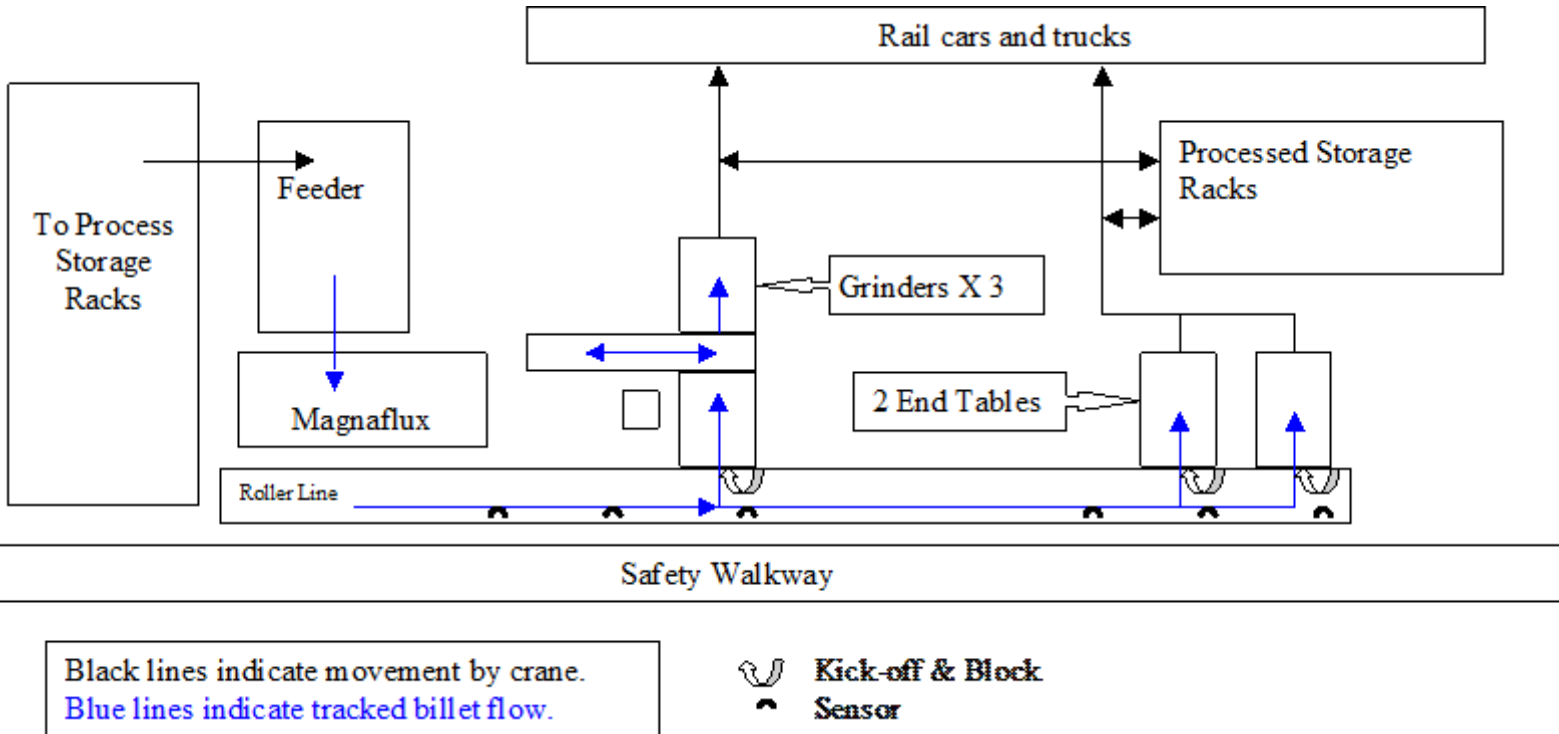 Rail cars and trucks
To Process
Storage
Racks
Feeder
Processed Storage
Racks
Grinders X 3
Magnaflux
2 End Tables
Roller Line
Safety Walkway
Black lines indicate movement by crane.
Blue lines indicate tracked billet flow.
Kick-off & Block
Sensor